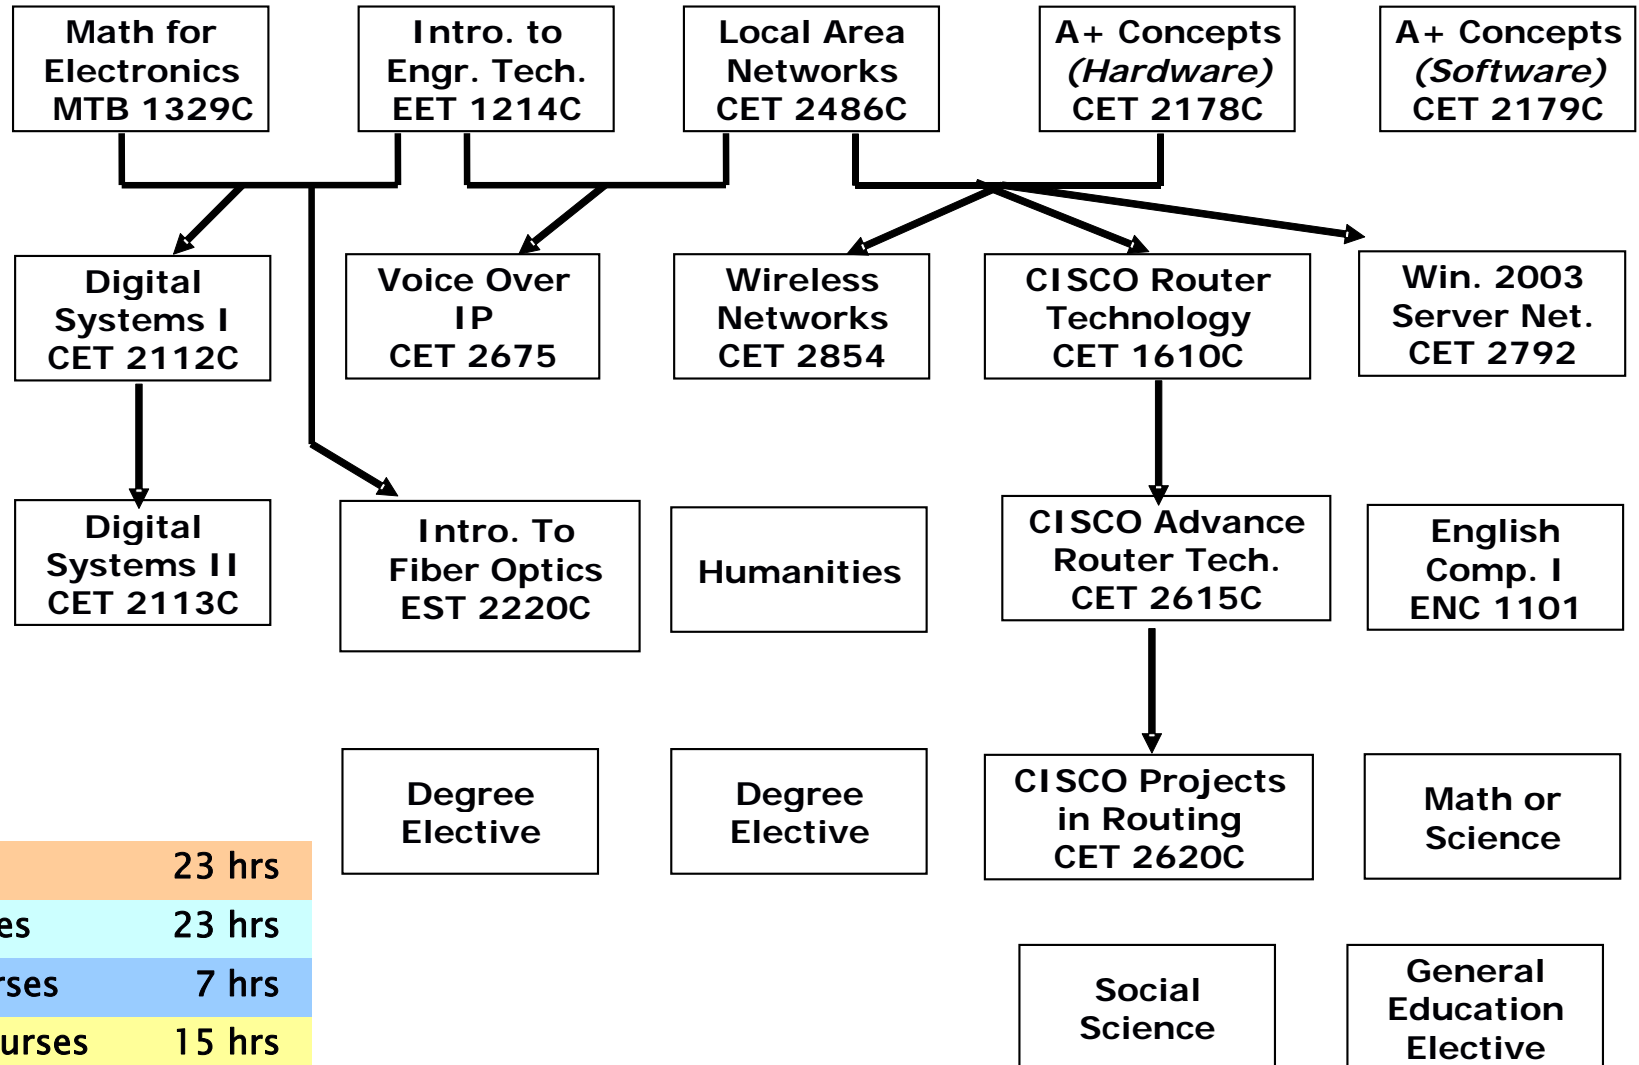 Math for
Electronics
MTB 1329C
Intro. to
Engr. Tech.
EET 1214C
Local Area
Networks
CET 2486C
A+ Concepts
(Hardware)
CET 2178C
A+ Concepts
(Software)
CET 2179C
Digital
Systems I
CET 2112C
Voice Over
IP
CET 2675
Wireless
Networks
CET 2854
CISCO Router
Technology
CET 1610C
Win. 2003
Server Net.
CET 2792
Digital
Systems II
CET 2113C
Intro. To
Fiber Optics
EST 2220C
Humanities
CISCO Advance
Router Tech.
CET 2615C
English
Comp. I
ENC 1101
Degree
Elective
Degree
Elective
CISCO Projects
in Routing
CET 2620C
Math or
Science
23 hrs
es 23 hrs
rses 7 hrs
urses 15 hrs
Social
Science
General
Education
Elective